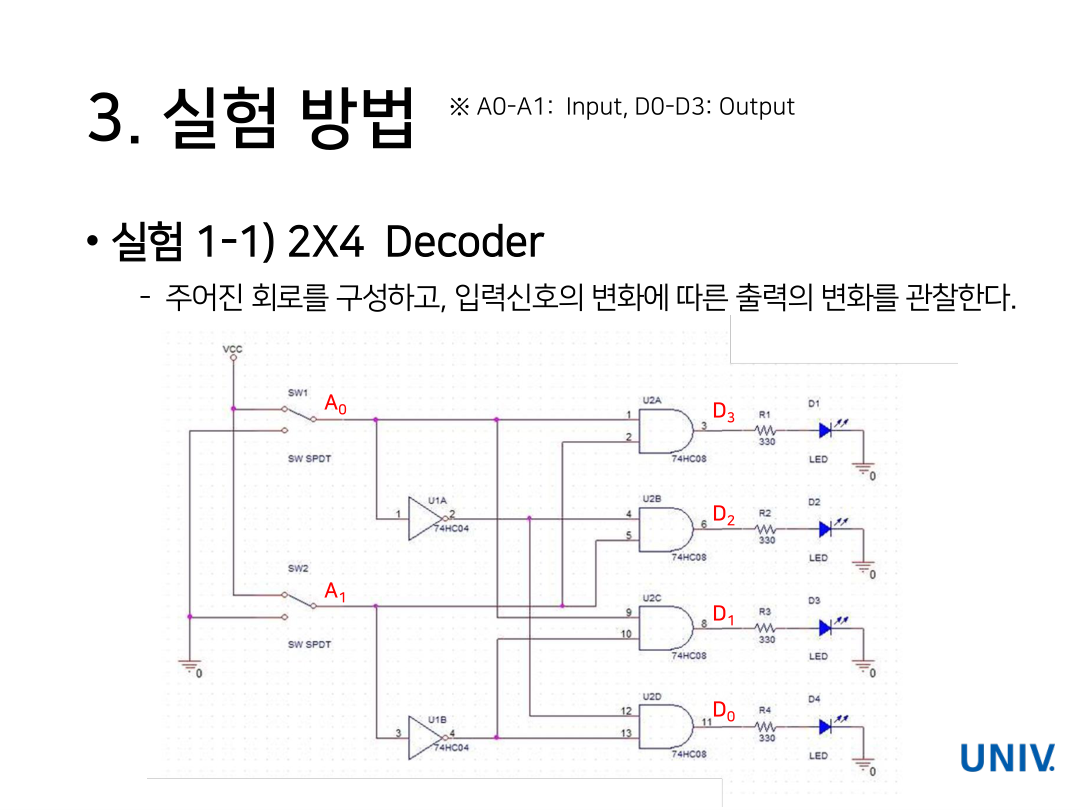 3. 실험 방법
※ A0-A1: Input, D0-D3: Output
• 실험 1-1) 2X4 Decoder
- 주어진 회로를 구성하고, 입력신호의 변화에 따른 출력의 변화를 관찰한다.
VCC
SW1
A0
SW SPDT
U1A
1
2
74HC04
SW2
A1
SW SPDT
0
U1B
3
4
74HC04
U2A
1
2
3
74HC08
D3
R1
330
D1
LED
0
U2B
4
5
6
74HC08
D2
R2
330
D2
LED
0
U2C
9
10
8
74HC08
D1
R3
330
D3
LED
0
U2D
12
13
11
74HC08
D0
R4
330
D4
LED
0
UNIV.